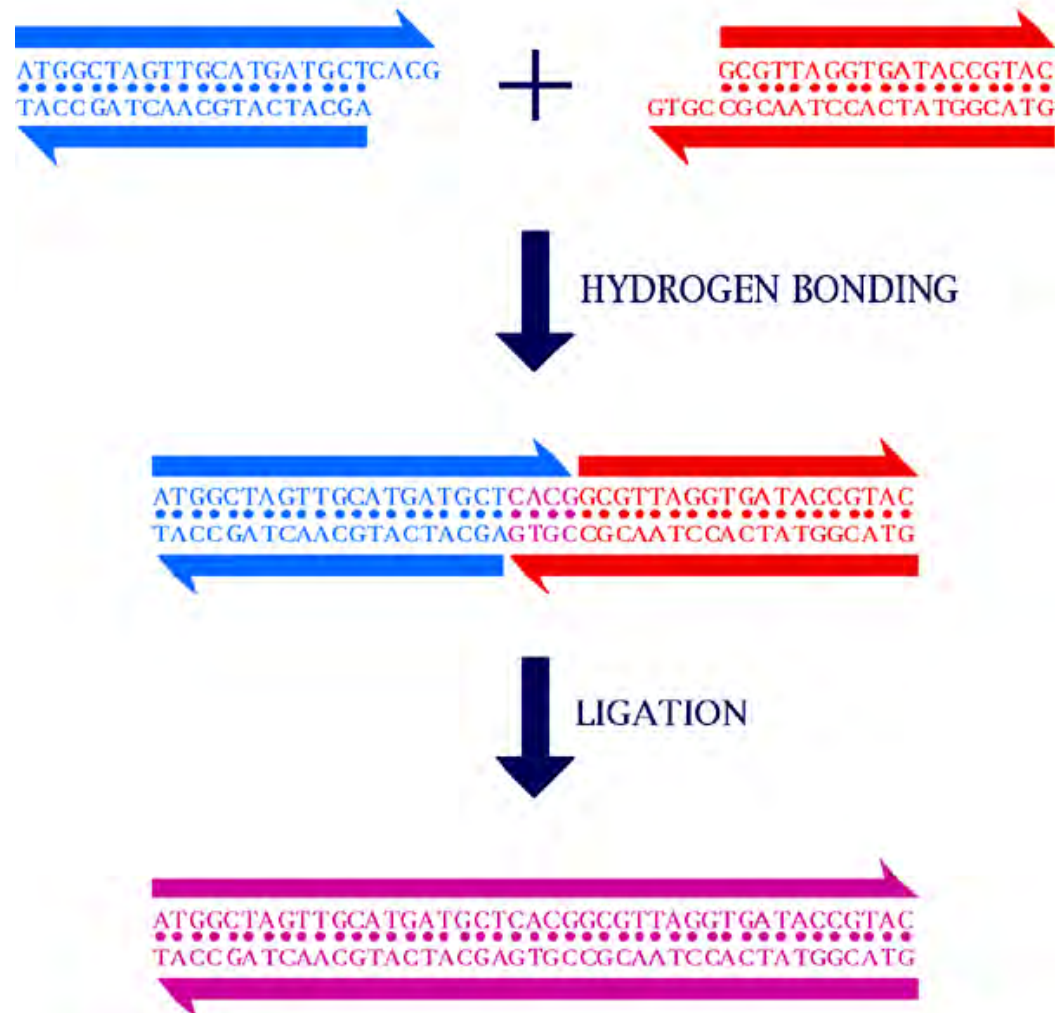 ATGGCTAGTTGCATGATGCTCACG
TACCGATCAACGTACTACGA
+
GCGTTAGGTGATACCGTAC
GTGCCGCAATCCACTATGGCATG
HYDROGEN BONDING
ATGGCTAGTTGCATGATGCTCACGGCGTTAGGTGATACCGTAC
TACCGATCAACGTACTACGAGTGCCGCAATCCACTATGGCATG
LIGATION
ATGGCTAGTTGCATGATGCTCACGGCGTTAGGTGATACCGTAC
TACCGATCAACGTACTACGAGTGCCGCAATCCACTATGGCATG